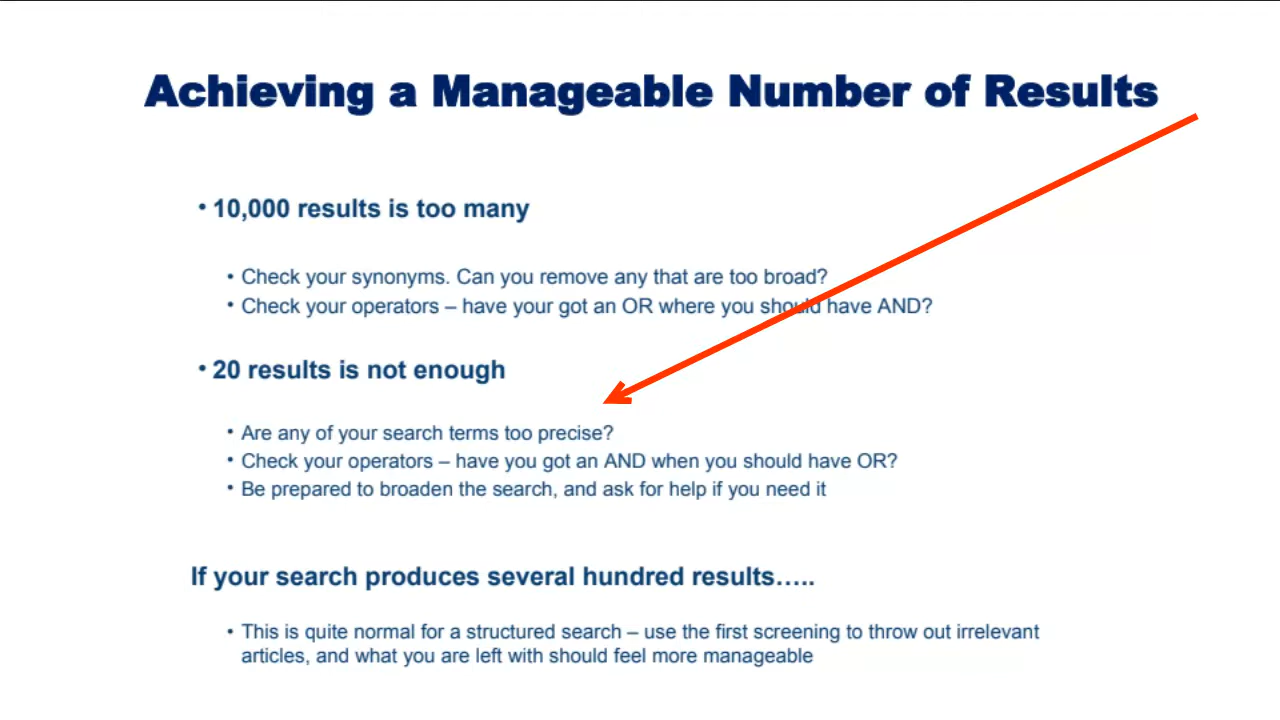 Achieving a Manageable Number of Results
• 10,000 results is too many
• Check your synonyms. Can you remove any that are too broad?
• Check your operators – have your got an OR where you should have AND?
• 20 results is not enough
• Are any of your search terms too precise?
• Check your operators – have you got an AND when you should have OR?
• Be prepared to broaden the search, and ask for help if you need it
If your search produces several hundred results…..
• This is quite normal for a structured search – use the first screening to throw out irrelevant
articles, and what you are left with should feel more manageable